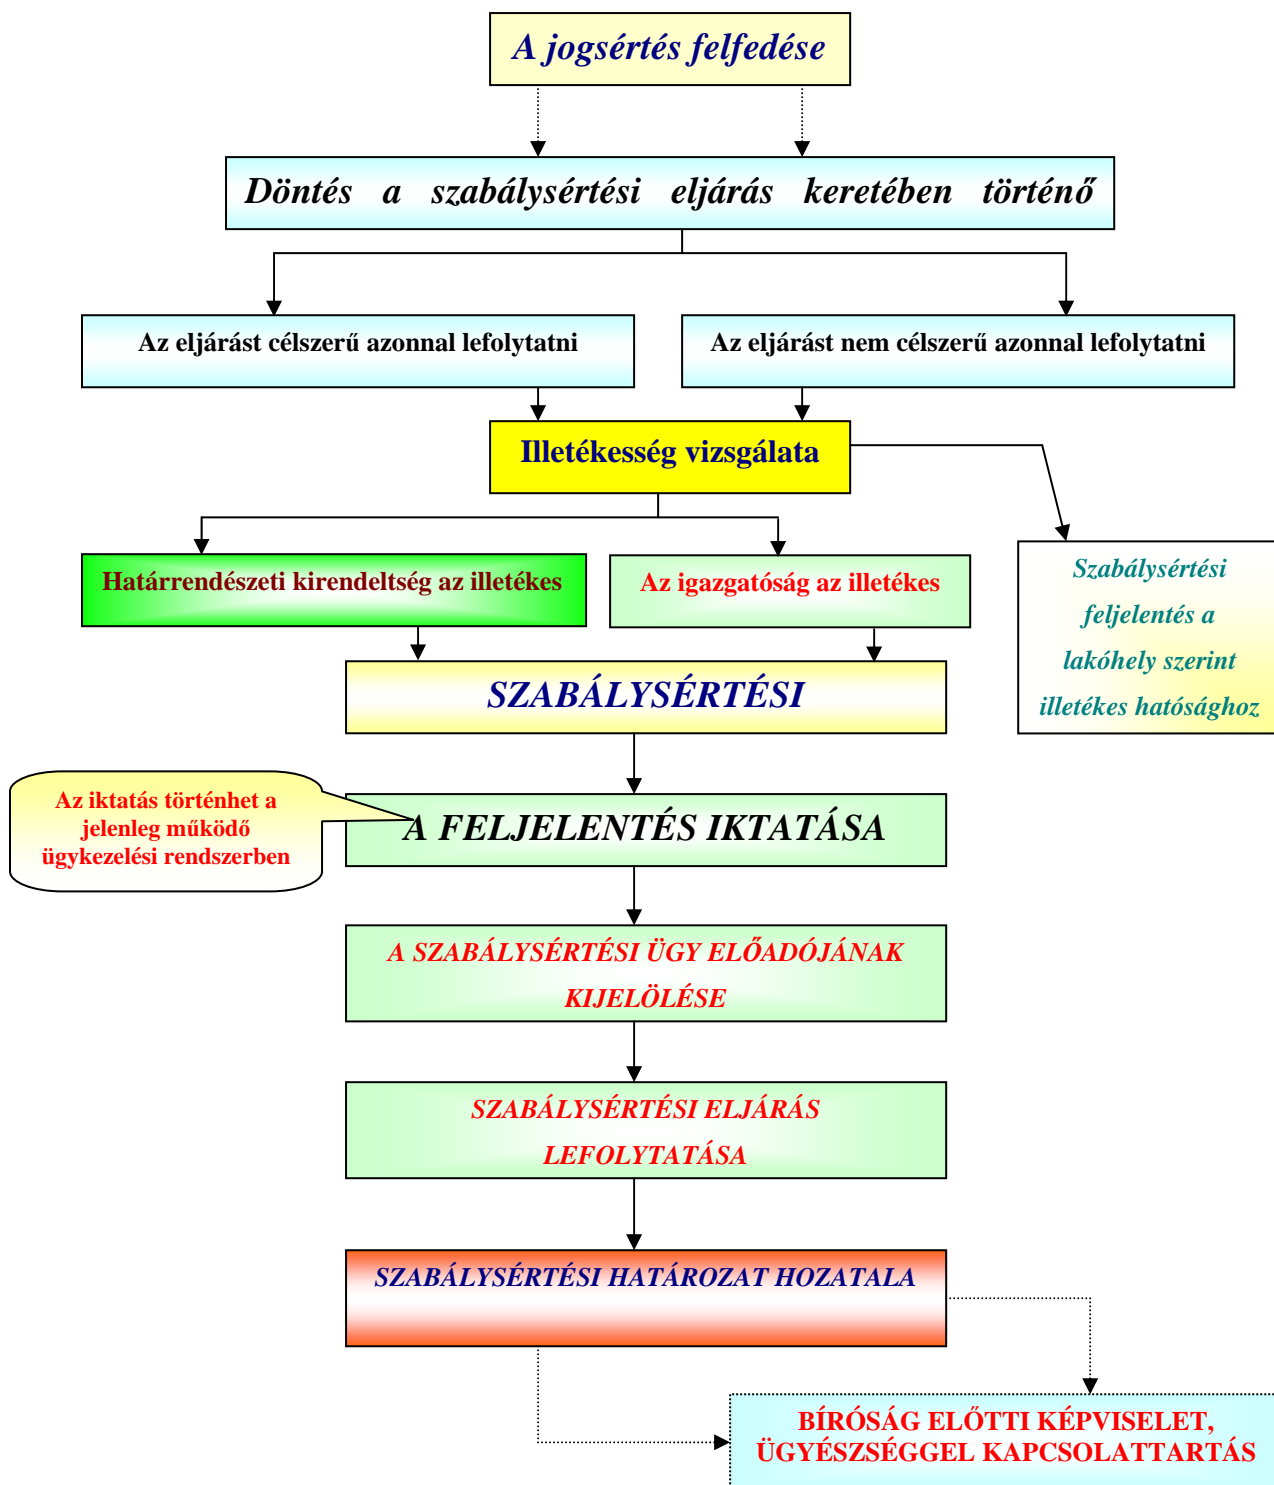 A jogsértés felfedése
Döntés a szabálysértési eljárás keretében történő
Az eljárást célszerű azonnal lefolytatni
Az eljárást nem célszerű azonnal lefolytatni
Illetékesség vizsgálata
Határrendészeti kirendeltség az illetékes
Az igazgatóság az illetékes
Szabálysértési
feljelentés a
lakóhely szerint
illetékes hatósághoz
SZABÁLYSÉRTÉSI
Az iktatás történhet a
jelenleg működő
ügykezelési rendszerben
A FELJELENTÉS IKTATÁSA
A SZABÁLYSÉRTÉSI ÜGY ELŐADÓJÁNAK
KIJELÖLÉSE
SZABÁLYSÉRTÉSI ELJÁRÁS
LEFOLYTATÁSA
SZABÁLYSÉRTÉSI HATÁROZAT HOZATALA
BÍRÓSÁG ELŐTTI KÉPVISELET,
ÜGYÉSZSÉGGEL KAPCSOLATTARTÁS